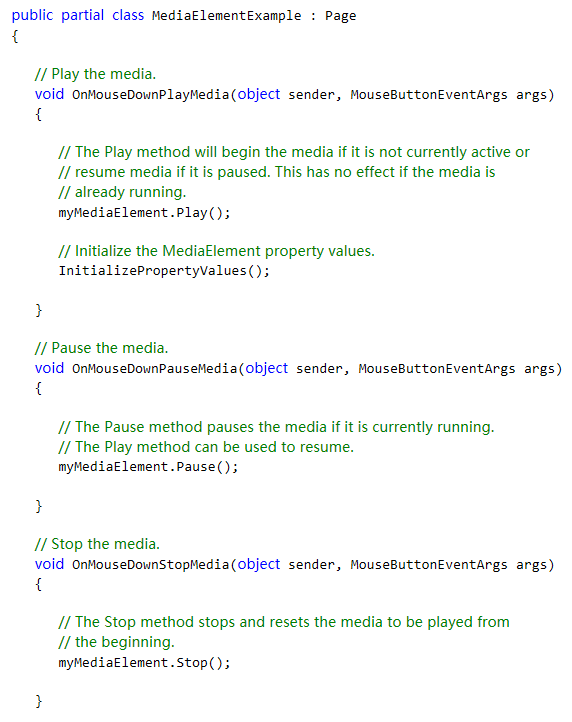 public partial class MediaElementExample : Page
{
// Play the media.
void OnMouseDownPlayMedia(object sender, MouseButtonEventArgs args)
{
// The Play method will begin the media if it is not currently active or
// resume media if it is paused. This has no effect if the media is
// already running.
myMediaElement.Play();
// Initialize the MediaElement property values.
InitializePropertyValues();
}
// Pause the media.
void OnMouseDownPauseMedia(object sender, MouseButtonEventArgs args)
{
// The Pause method pauses the media if it is currently running.
// The Play method can be used to resume.
myMediaElement.Pause();
}
// Stop the media.
void OnMouseDownStopMedia(object sender, MouseButtonEventArgs args)
{
// The Stop method stops and resets the media to be played from
// the beginning.
myMediaElement.Stop();
}